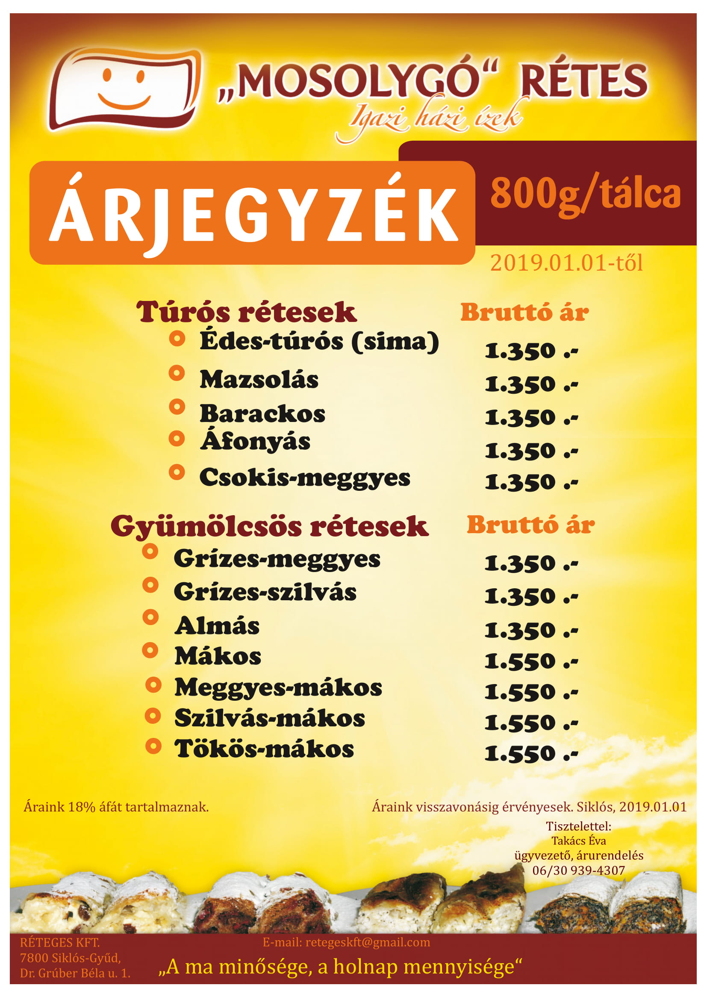 „MOSOLYGÓ“ RÉTES
Igazi házi ízek
ÁRJEGYZÉK
800g/tálca
2019.01.01-től
Túrós rétesek Bruttó ár
Édes-túrós (sima) 1.350 .-
Mazsolás 1.350 .-
Barackos 1.350 .-
Áfonyás 1.350 .-
Csokis-meggyes 1.350 .-
Gyümölcsös rétesek Bruttó ár
Grízes-meggyes 1.350 .-
Grízes-szilvás 1.350 .-
Almás 1.350 .-
Mákos 1.550 .-
Meggyes-mákos 1.550 .-
Szilvás-mákos 1.550 .-
Tökös-mákos 1.550 .-
Áraink 18% áfát tartalmaznak.
Áraink visszavonásig érvényesek. Siklós, 2019.01.01
Tisztelettel:
Takács Éva
ügyvezető, árurendelés
06/30 939-4307
RÉTEGES KFT.
7800 Siklós-Gyűd,
Dr. Grúber Béla u. 1.
E-mail: retegeskft@gmail.com
„A ma minősége, a holnap mennyisége“